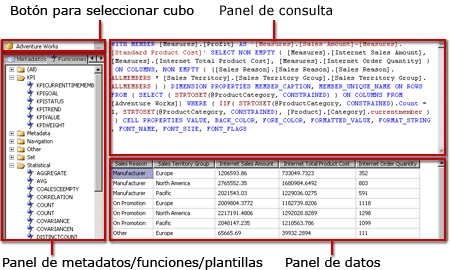 Botón para seleccionar cubo
Panel de consulta
Adventure Works
...
Metadatos
Funciones
(All)
KPI
KPICURRENTTIMEMEMBE
KPIGOAL
KPISTATUS
KPITREND
KPIVALUE
KPIWEIGHT
Metadata
Navigation
Other
Set
Statistical
AGGREGATE
AVG
COALESCEEMPTY
CORRELATION
COUNT
COUNT
COVARIANCE
COVARIANCEN
DISTINCTCOUNT
WITH MEMBER [Measures].[Profit] AS '[Measures].[Sales Amount]-[Measures].
[Standard Product Cost]' SELECT NON EMPTY { [Measures].[Internet Sales Amount],
[Measures].[Internet Total Product Cost], [Measures].[Internet Order Quantity] }
ON COLUMNS, NON EMPTY { ([Sales Reason].[Sales Reason].[Sales Reason].
ALLMEMBERS * [Sales Territory].[Sales Territory Group].[Sales Territory Group].
ALLMEMBERS ) } DIMENSION PROPERTIES MEMBER_CAPTION, MEMBER_UNIQUE_NAME ON ROWS
FROM ( SELECT ( STRTOSET(@ProductCategory, CONSTRAINED) ) ON COLUMNS FROM
[Adventure Works]) WHERE ( IIF( STRTOSET(@ProductCategory, CONSTRAINED).Count =
1, STRTOSET(@ProductCategory, CONSTRAINED), [Product].[Category].currentmember )
) CELL PROPERTIES VALUE, BACK_COLOR, FORE_COLOR, FORMATTED_VALUE, FORMAT_STRING
, FONT_NAME, FONT_SIZE, FONT_FLAGS
Sales Reason Sales Territory Group Internet Sales Amount Internet Total Product Cost Internet Order Quantity
Manufacturer Europe 1206593.86 733049.7323 352
Manufacturer North America 2765552.35 1680984.6492 803
Manufacturer Pacific 2021543.03 1229036.0275 591
On Promotion Europe 2009804.3772 1182739.8206 1118
On Promotion North America 2217191.4806 1292028.8289 1298
On Promotion Pacific 2048147.235 1210563.786 1099
Other Europe 65665.69 39932.2894 111
Panel de metadatos/funciones/plantillas
Panel de datos